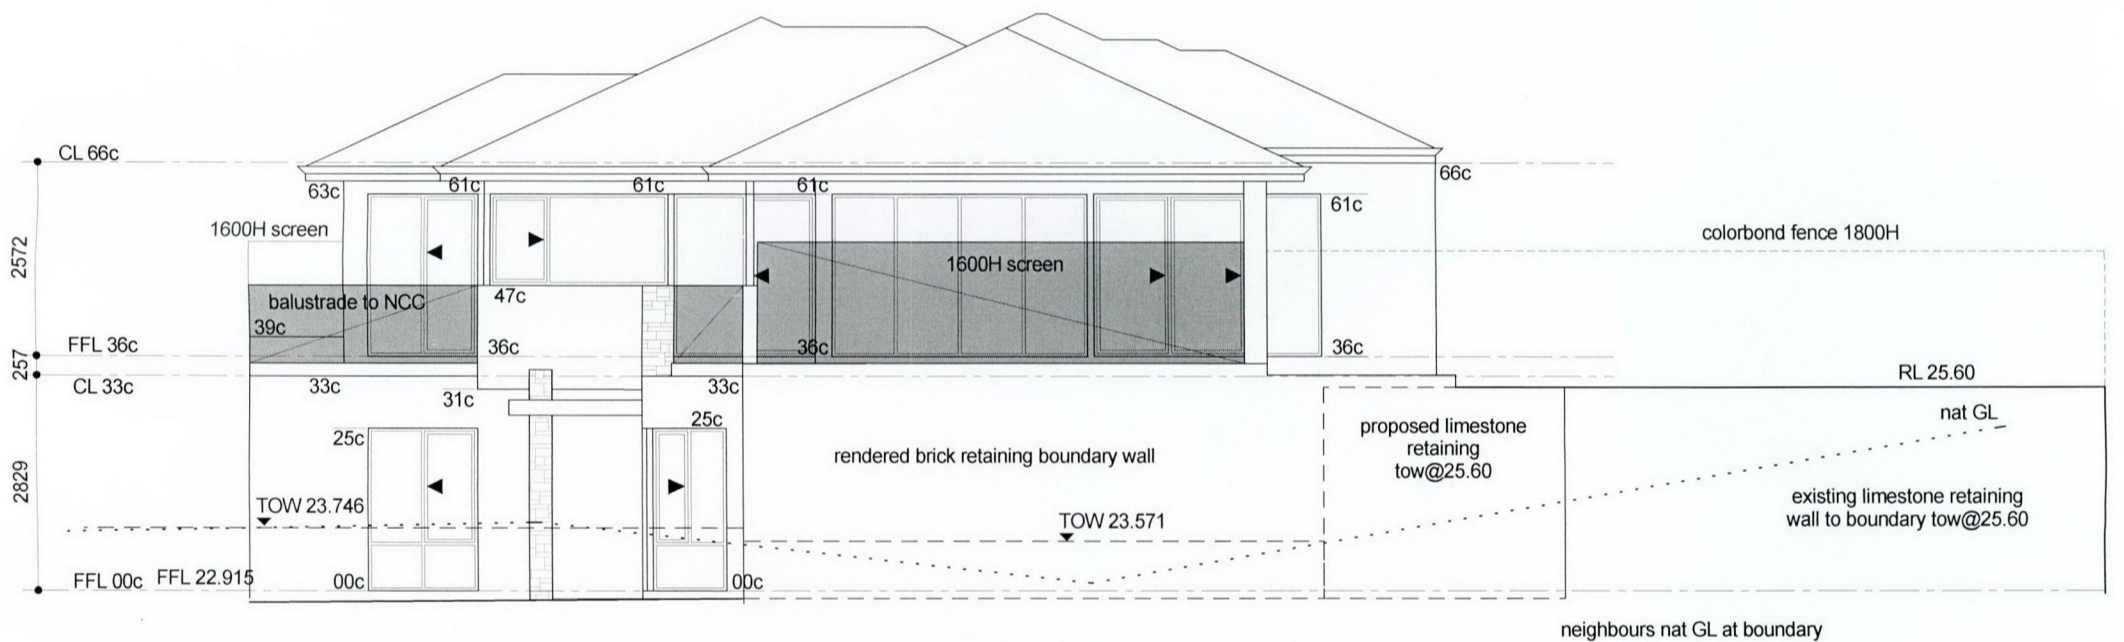 CL 66c
63c
61c
61c
61c
66c
61c
1600H screen
colorbond fence 1800H
2572
1600H screen
balustrade to NCC
47c
39c
FFL 36c
36c
36c
36c
257
CL 33c
33c
31c
33c
RL 25.60
nat GL
25c
25c
proposed limestone
retaining
tow@25.60
rendered brick retaining boundary wall
2829
existing limestone retaining
wall to boundary tow@25.60
TOW 23.746
TOW 23.571
FFL 00c
FFL 22.915
00c
00c
neighbours nat GL at boundary